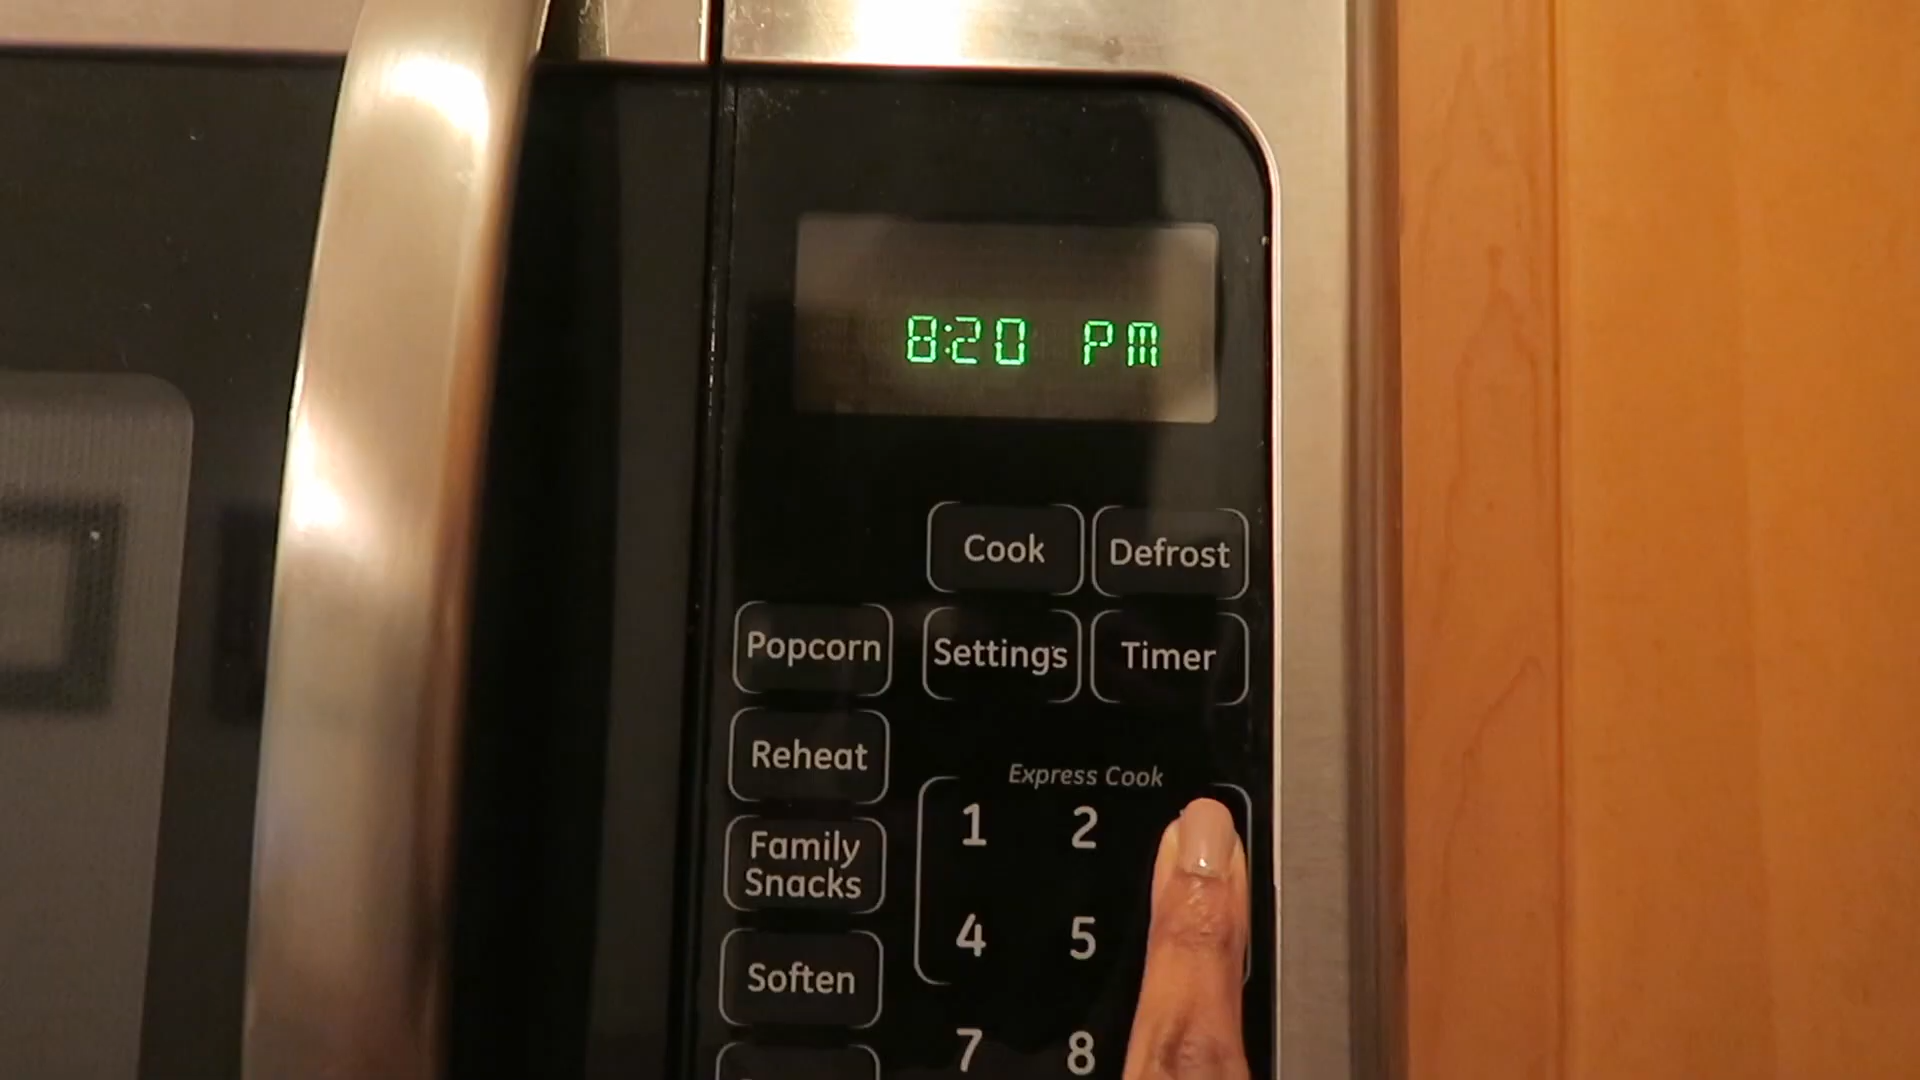 8:20 PM
Cook
Defrost
Popcorn
Settings
Timer
Reheat
Express Cook
1 2
Family
Snacks
4 5
Soften
7 8